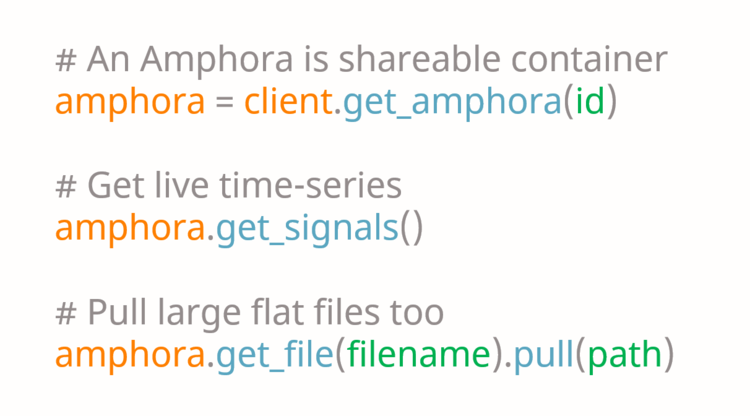 # An Amphora is shareable container
amphora = client.get_amphora(id)
# Get live time-series
amphora.get_signals()
# Pull large flat files too
amphora.get_file(filename).pull(path)